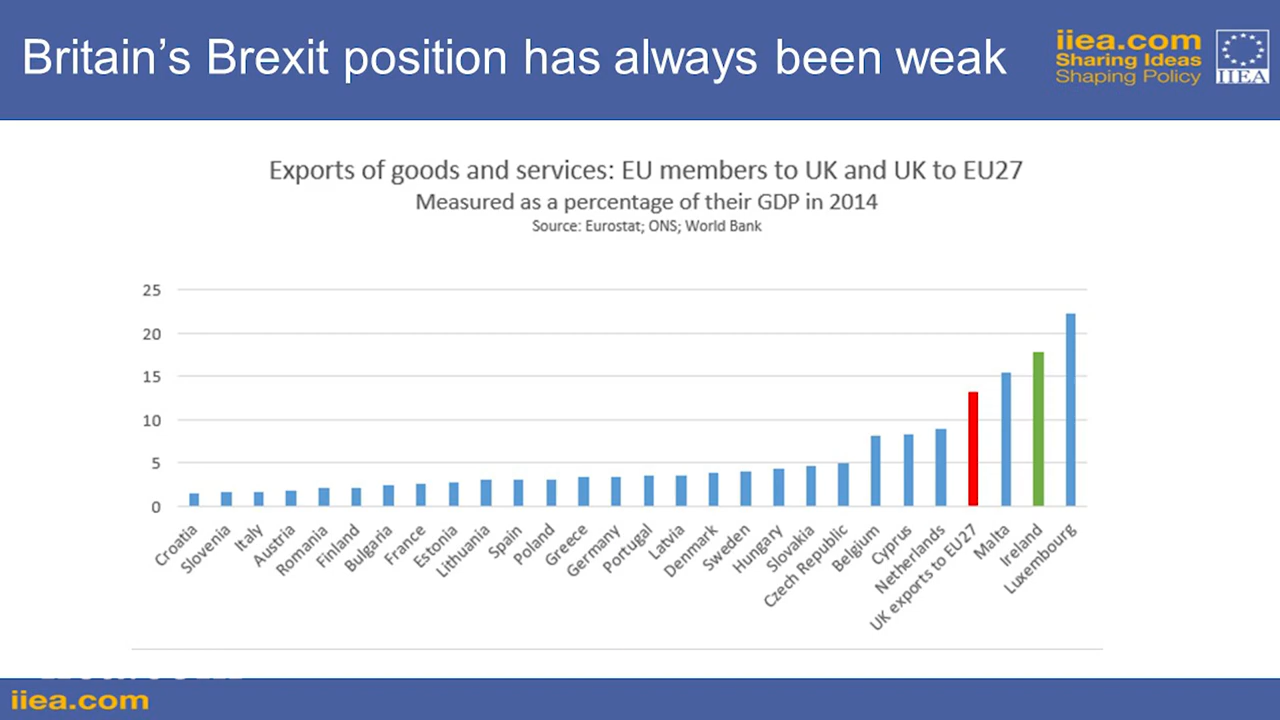 Britain's Brexit position has always been weak
iiea.com
Sharing Ideas
Shaping Policy
IIEA
Exports of goods and services: EU members to UK and UK to EU27
Measured as a percentage of their GDP in 2014
Source: Eurostat; ONS; World Bank
25
20
15
10
5
0
Croatia
Slovenia
Italy
Austria
Romania
Finland
Bulgaria
France
Estonia
Lithuania
Spain
Poland
Greece
Germany
Portugal
Latvia
Denmark
Sweden
Hungary
Slovakia
Czech Republic
Belgium
Cyprus
Netherlands
UK exports to EU27
Malta
Ireland
Luxembourg
iiea.com